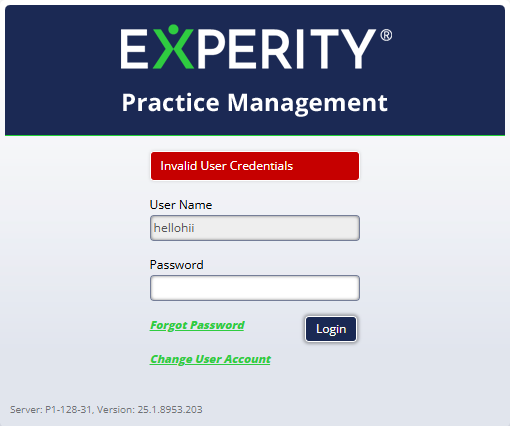 EXPERITY®
Practice Management
Invalid User Credentials
User Name
hellohii
Password
Forgot Password
Login
Change User Account
Server: P1-128-31, Version: 25.1.8953.203